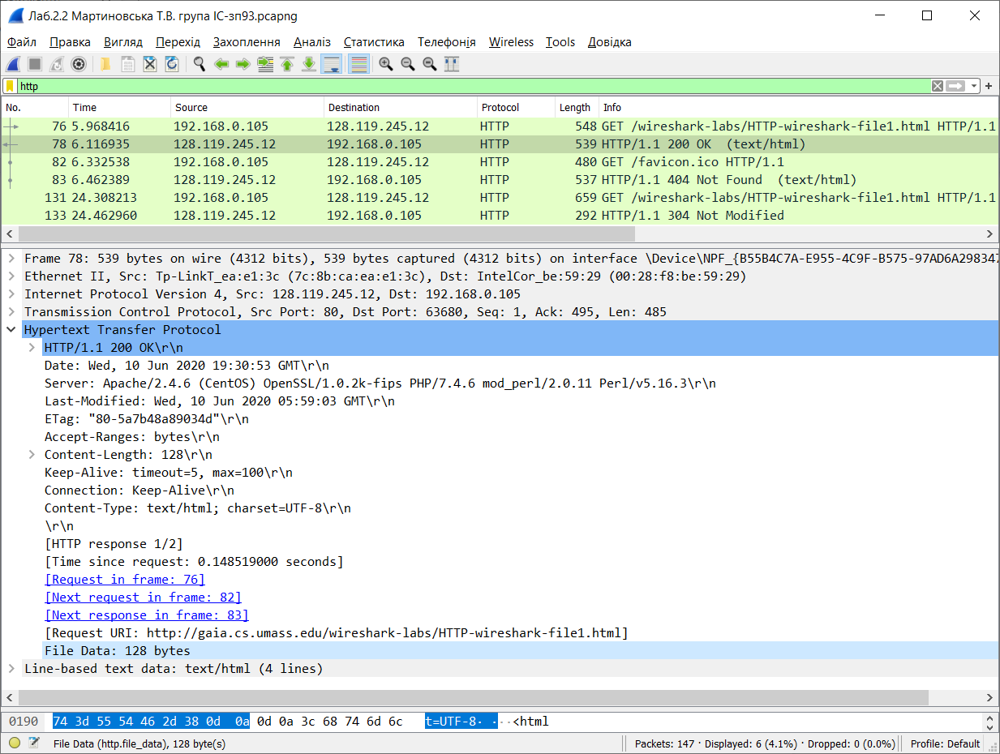 Лаб.2.2 Мартиновська Т.В. група ІС-зп93.pcapng
Файл Правка Вигляд Перехід Захоплення Аналіз Статистика Телефонія Wireless Tools Довідка
http
No. Time Source Destination Protocol Length Info
76 5.968416 192.168.0.105 128.119.245.12 HTTP 548 GET /wireshark-labs/HTTP-wireshark-file1.html HTTP/1.1
78 6.116935 128.119.245.12 192.168.0.105 HTTP 539 HTTP/1.1 200 OK (text/html)
82 6.332538 192.168.0.105 128.119.245.12 HTTP 480 GET /favicon.ico HTTP/1.1
83 6.462389 128.119.245.12 192.168.0.105 HTTP 537 HTTP/1.1 404 Not Found (text/html)
131 24.308213 192.168.0.105 128.119.245.12 HTTP 659 GET /wireshark-labs/HTTP-wireshark-file1.html HTTP/1.1
133 24.462960 128.119.245.12 192.168.0.105 HTTP 292 HTTP/1.1 304 Not Modified
Frame 78: 539 bytes on wire (4312 bits), 539 bytes captured (4312 bits) on interface \Device\NPF_{B55B4C7A-E955-4C9F-B575-97AD6A298347
Ethernet II, Src: Tp-LinkT_ea:e1:3c (7c:8b:ca:ea:e1:3c), Dst: IntelCor_be:59:29 (00:28:f8:be:59:29)
Internet Protocol Version 4, Src: 128.119.245.12, Dst: 192.168.0.105
Transmission Control Protocol, Src Port: 80, Dst Port: 63680, Seq: 1, Ack: 495, Len: 485
Hypertext Transfer Protocol
HTTP/1.1 200 OK\r\n
Date: Wed, 10 Jun 2020 19:30:53 GMT\r\n
Server: Apache/2.4.6 (CentOS) OpenSSL/1.0.2k-fips PHP/7.4.6 mod_perl/2.0.11 Perl/v5.16.3\r\n
Last-Modified: Wed, 10 Jun 2020 05:59:03 GMT\r\n
ETag: "80-5a7b48a89034d"\r\n
Accept-Ranges: bytes\r\n
Content-Length: 128\r\n
Keep-Alive: timeout=5, max=100\r\n
Connection: Keep-Alive\r\n
Content-Type: text/html; charset=UTF-8\r\n
\r\n
[HTTP response 1/2]
[Time since request: 0.148519000 seconds]
[Request in frame: 76]
[Next request in frame: 82]
[Next response in frame: 83]
[Request URI: http://gaia.cs.umass.edu/wireshark-labs/HTTP-wireshark-file1.html]
File Data: 128 bytes
Line-based text data: text/html (4 lines)
0190 74 3d 55 54 46 2d 38 0d 0a 0d 0a 3c 68 74 6d 6c t=UTF-8· · ··<html
File Data (http.file_data), 128 byte(s) Packets: 147 · Displayed: 6 (4.1%) · Dropped: 0 (0.0%) Profile: Default